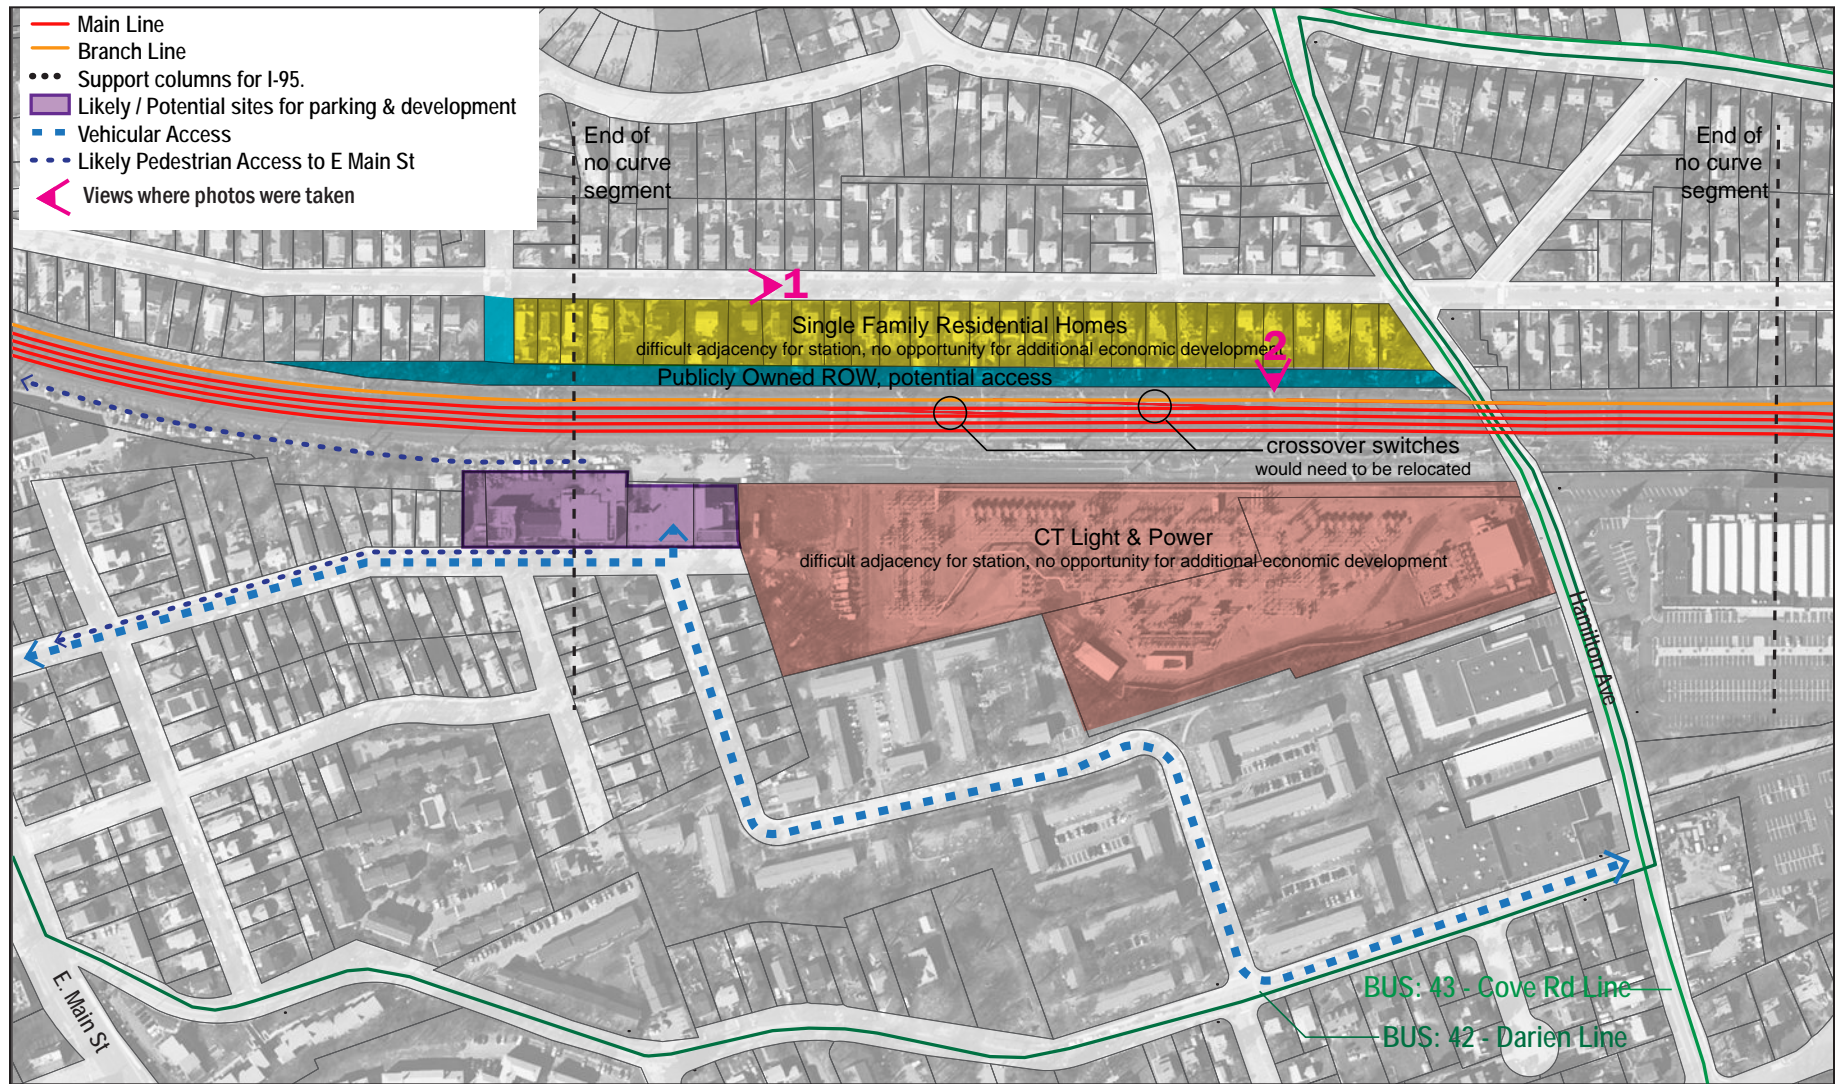 Main Line
Branch Line
Support columns for I-95.
Likely / Potential sites for parking & development
Vehicular Access
Likely Pedestrian Access to E Main St
Views where photos were taken
End of
no curve
segment
End of
no curve
segment
1
Single Family Residential Homes
difficult adjacency for station, no opportunity for additional economic development
2
Publicly Owned ROW, potential access
crossover switches
would need to be relocated
CT Light & Power
difficult adjacency for station, no opportunity for additional economic development
Hamilton Ave
E. Main St
BUS: 43 - Cove Rd Line
BUS: 42 - Darien Line